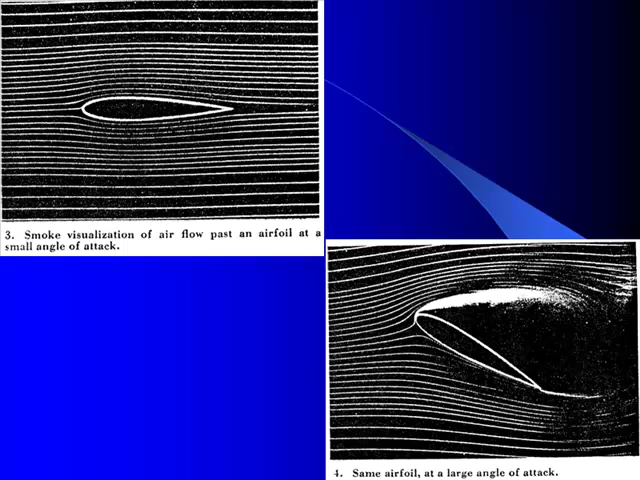 3. Smoke visualization of air flow past an airfoil at a
small angle of attack.
4. Same airfoil, at a large angle of attack.